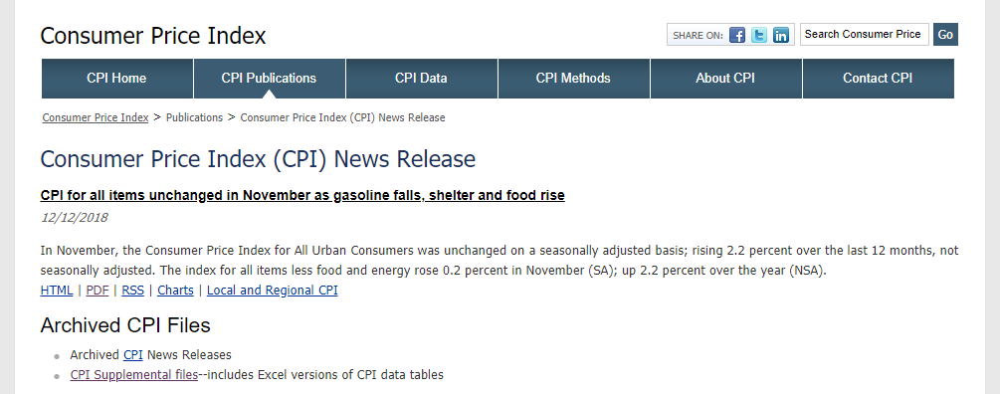 Consumer Price Index
SHARE ON:
Search Consumer Price
Go
CPI Home
CPI Publications
CPI Data
CPI Methods
About CPI
Contact CPI
Consumer Price Index > Publications > Consumer Price Index (CPI) News Release
Consumer Price Index (CPI) News Release
CPI for all items unchanged in November as gasoline falls, shelter and food rise
12/12/2018
In November, the Consumer Price Index for All Urban Consumers was unchanged on a seasonally adjusted basis; rising 2.2 percent over the last 12 months, not
seasonally adjusted. The index for all items less food and energy rose 0.2 percent in November (SA); up 2.2 percent over the year (NSA).
HTML | PDF | RSS | Charts | Local and Regional CPI
Archived CPI Files
Archived CPI News Releases
CPI Supplemental files--includes Excel versions of CPI data tables